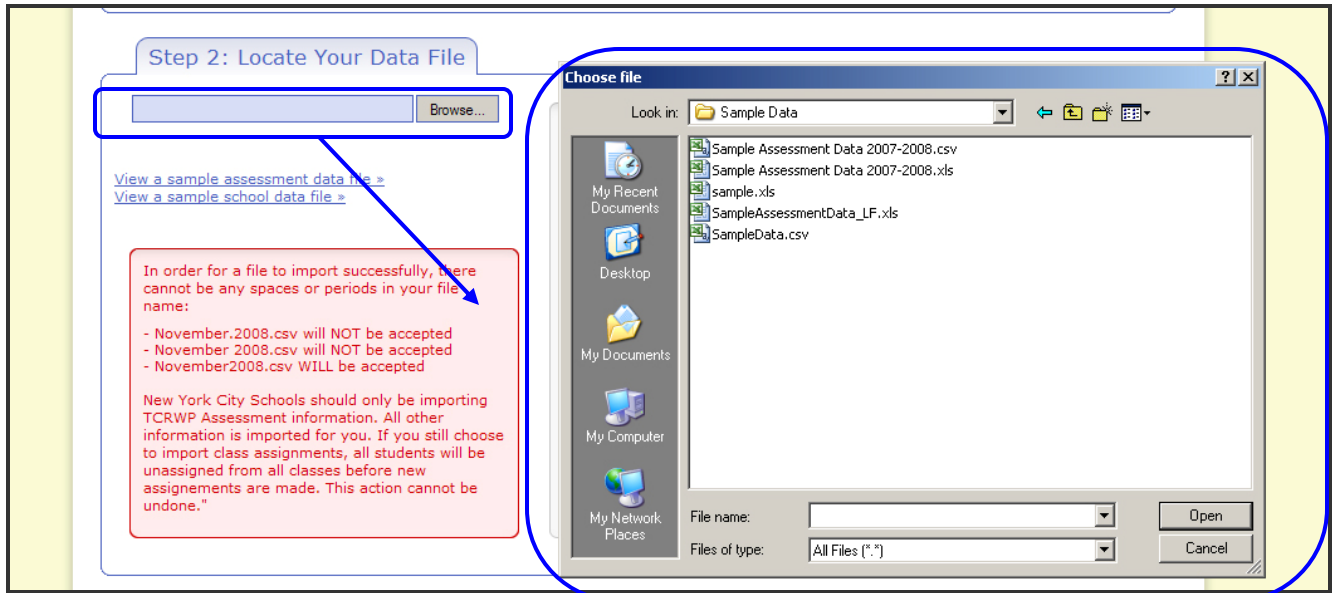 Step 2: Locate Your Data File
Browse...
View a sample assessment data file »
View a sample school data file »
In order for a file to import successfully, there
cannot be any spaces or periods in your file
name:
- November.2008.csv will NOT be accepted
- November 2008.csv will NOT be accepted
- November2008.csv WILL be accepted
New York City Schools should only be importing
TCRWP Assessment information. All other
information is imported for you. If you still choose
to import class assignments, all students will be
unassigned from all classes before new
assignements are made. This action cannot be
undone."
Choose file
Look in:
Sample Data
My Recent
Documents
Desktop
My Documents
My Computer
My Network
Places
Sample Assessment Data 2007-2008.csv
Sample Assessment Data 2007-2008.xls
sample.xls
SampleAssessmentData_LF.xls
SampleData.csv
File name:
Open
Files of type:
All Files (*.*)
Cancel